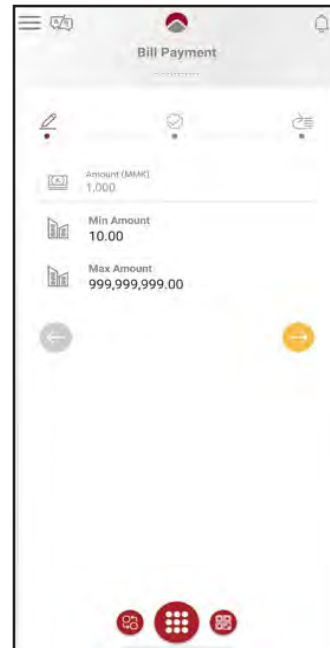 Bill Payment
Amount (MMK)
1,000
Min Amount
10.00
Max Amount
999,999,999.00